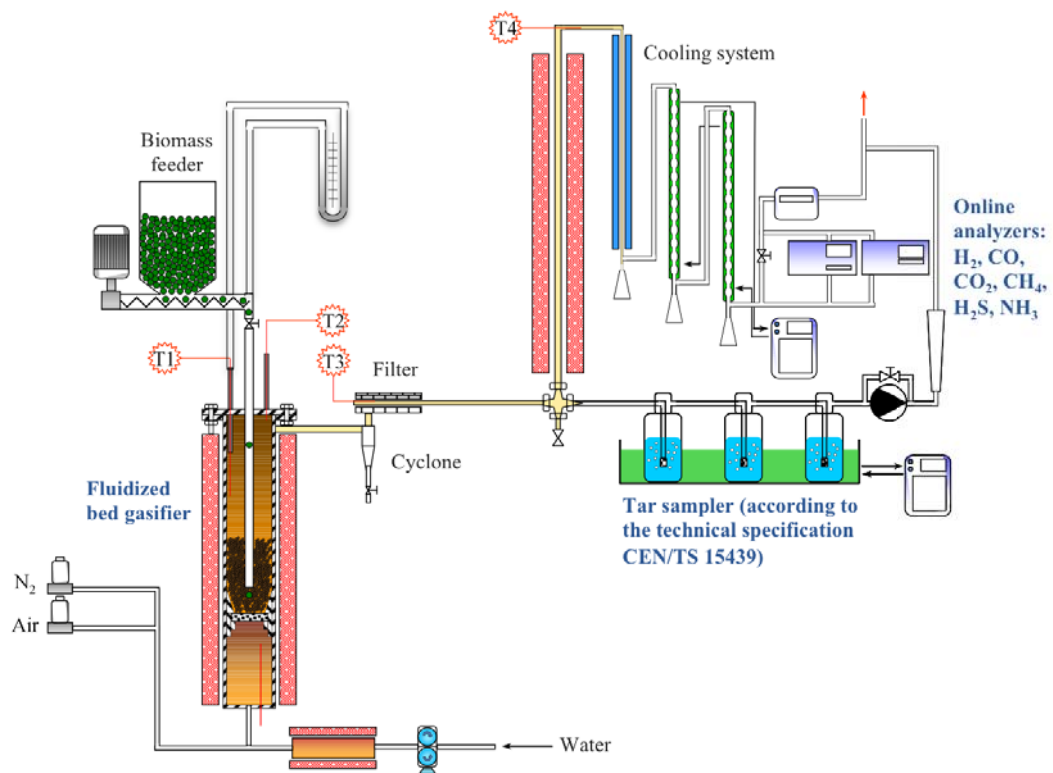 T4
Cooling system
Biomass
feeder
Online
analyzers:
H₂, CO,
CO₂, CH₄,
H₂S, NH₃
T2
T1
T3
Filter
Cyclone
Fluidized
bed gasifier
Tar sampler (according to
the technical specification
CEN/TS 15439)
N₂
Air
Water